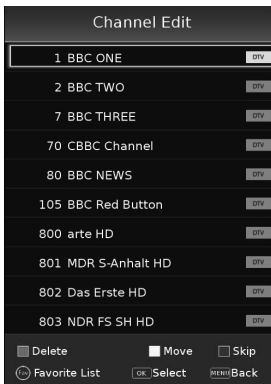 Channel Edit
1 BBC ONE DTV
2 BBC TWO DTV
7 BBC THREE DTV
70 CBBC Channel DTV
80 BBC NEWS DTV
105 BBC Red Button DTV
800 arte HD DTV
801 MDR S-Anhalt HD DTV
802 Das Erste HD DTV
803 NDR FS SH HD DTV
Delete Move Skip
Fav Favorite List OK Select MENU Back